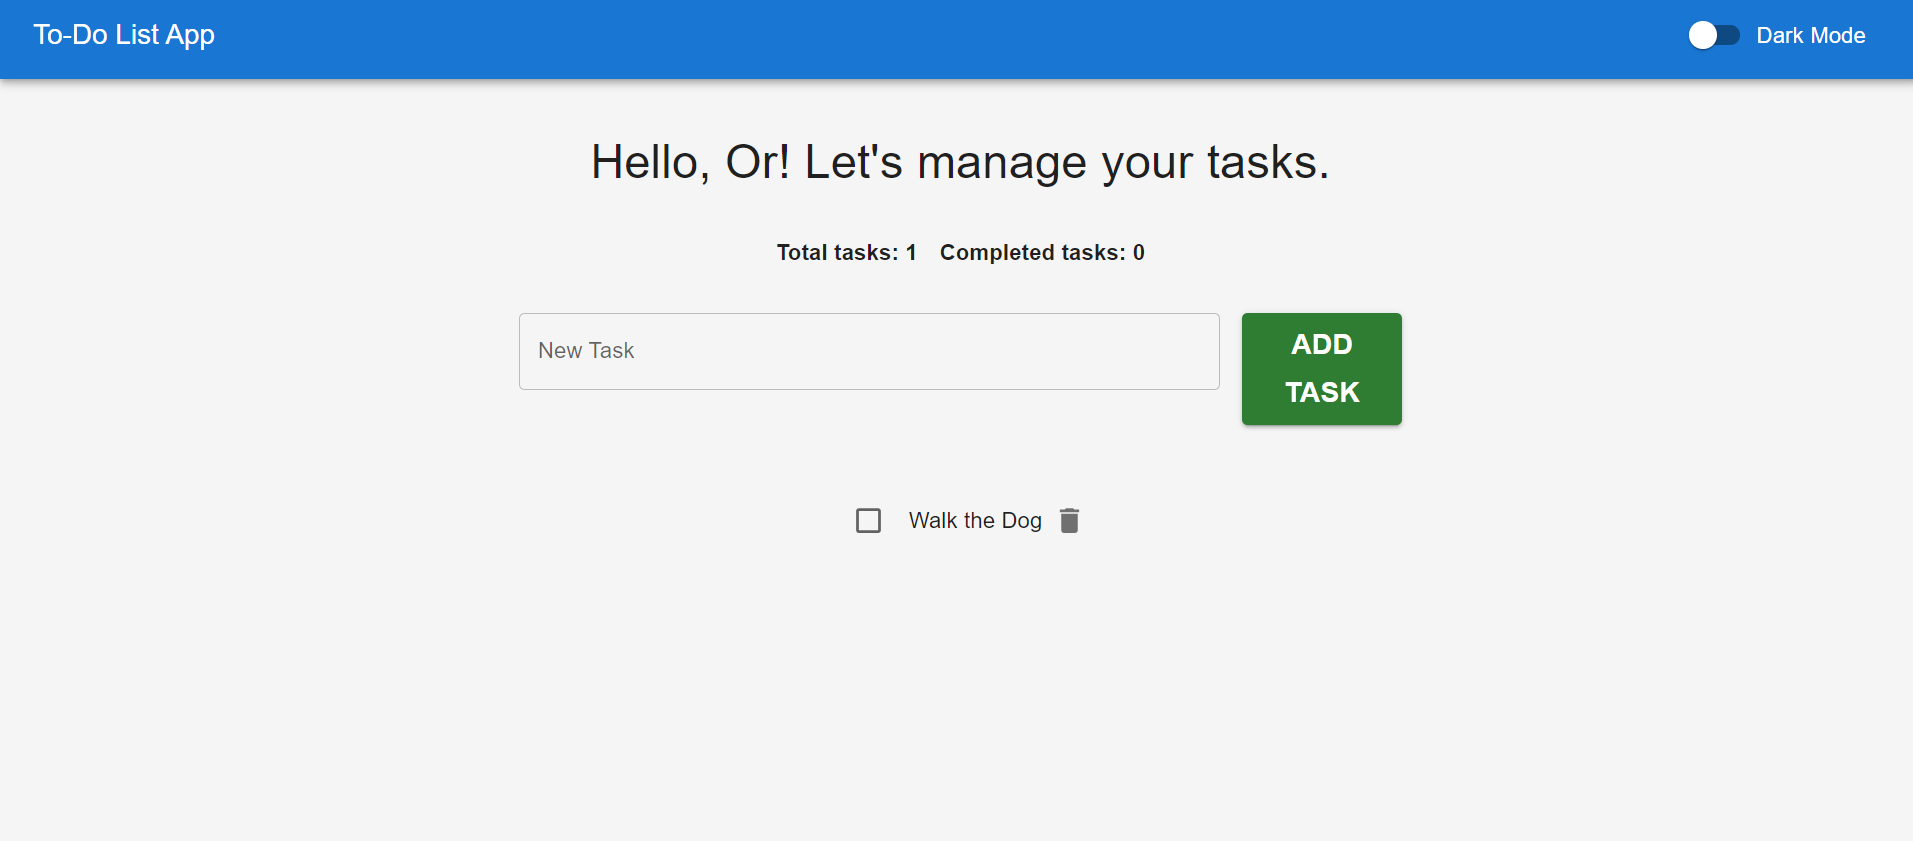 To-Do List App
Dark Mode
Hello, Or! Let's manage your tasks.
Total tasks: 1 Completed tasks: 0
New Task
ADD
TASK
Walk the Dog